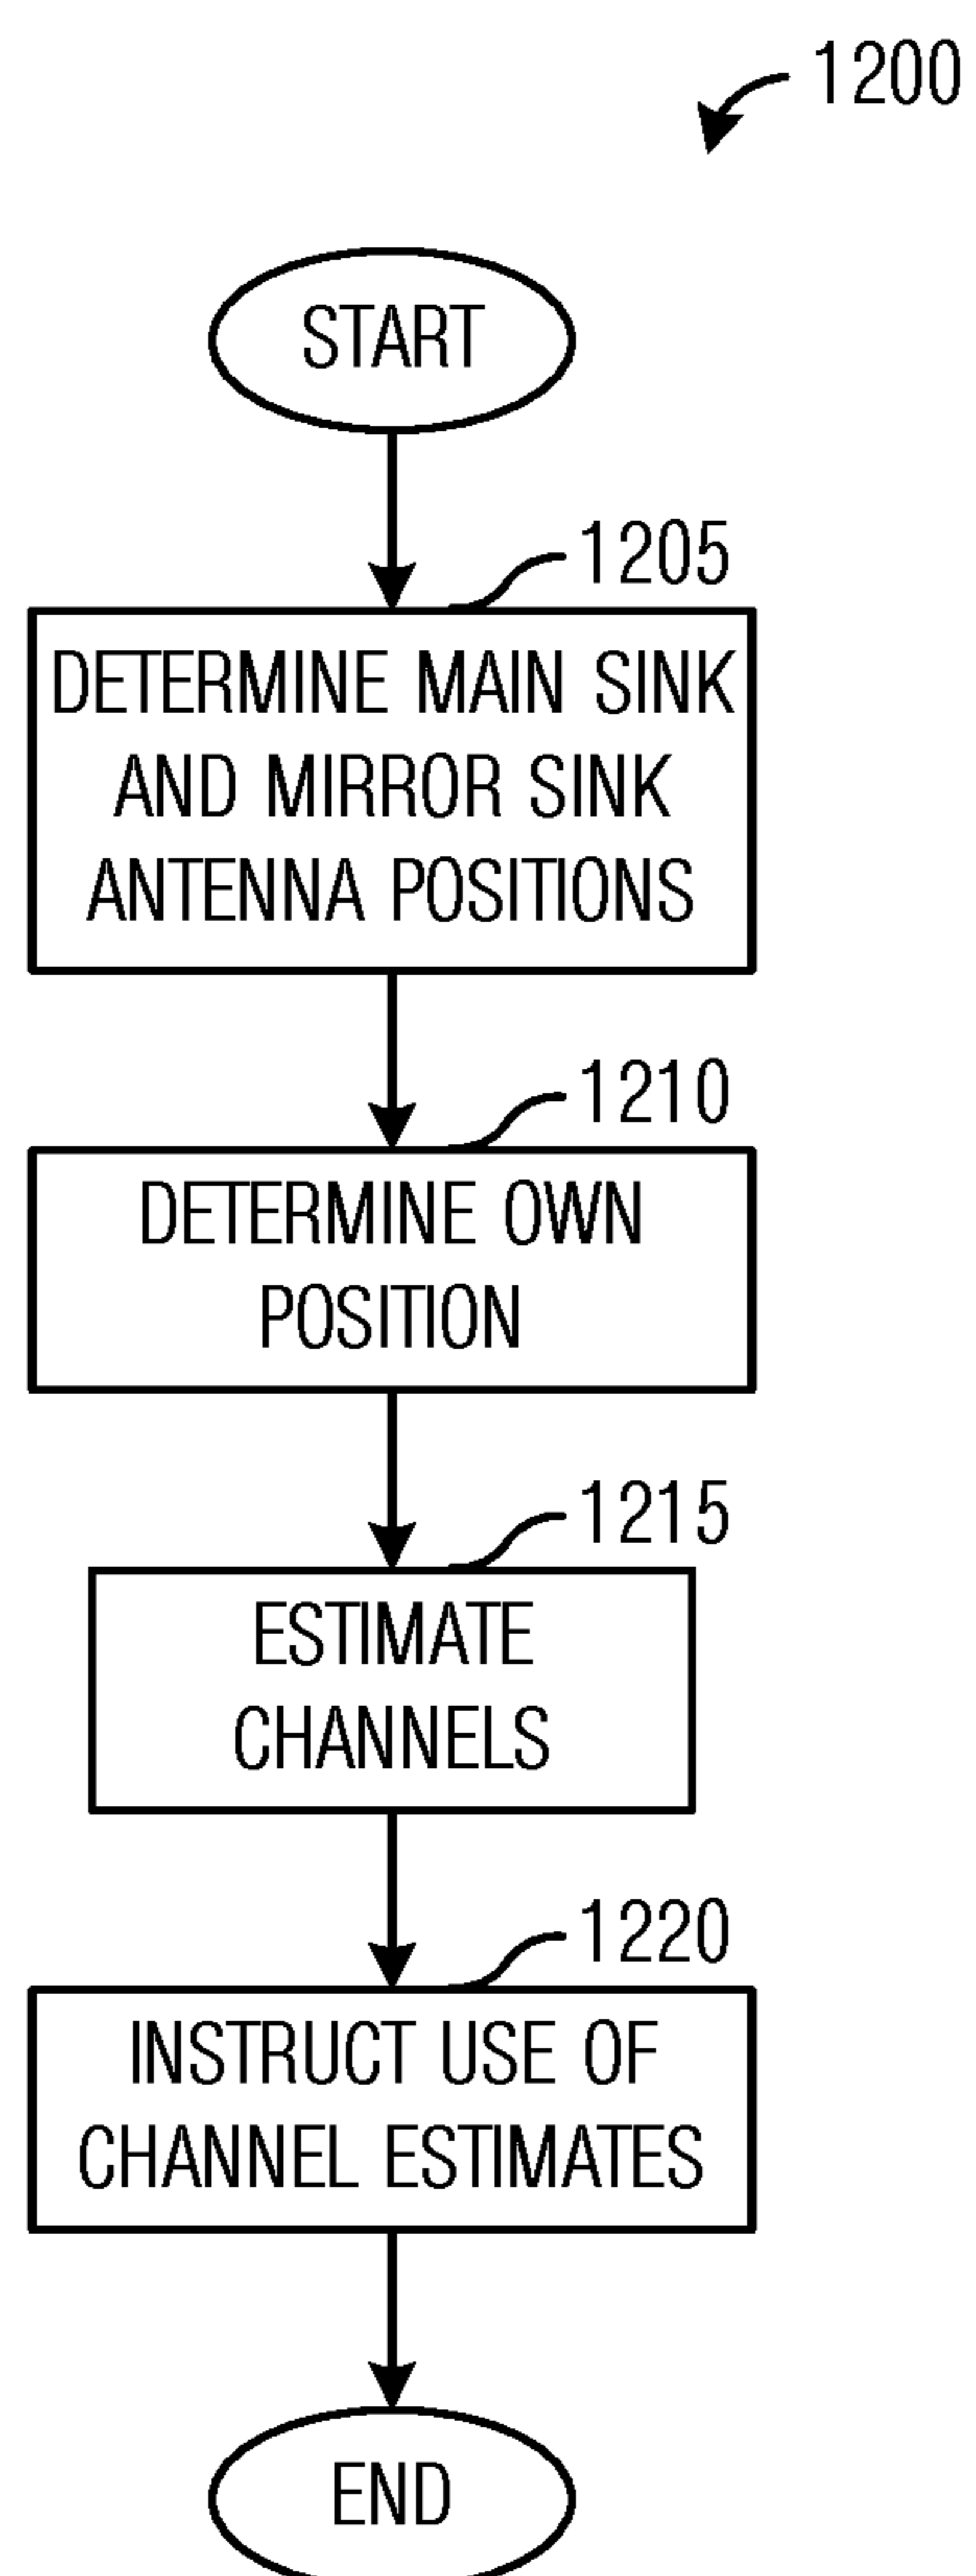 1200
START
1205
DETERMINE MAIN SINK
AND MIRROR SINK
ANTENNA POSITIONS
1210
DETERMINE OWN
POSITION
1215
ESTIMATE
CHANNELS
1220
INSTRUCT USE OF
CHANNEL ESTIMATES
END